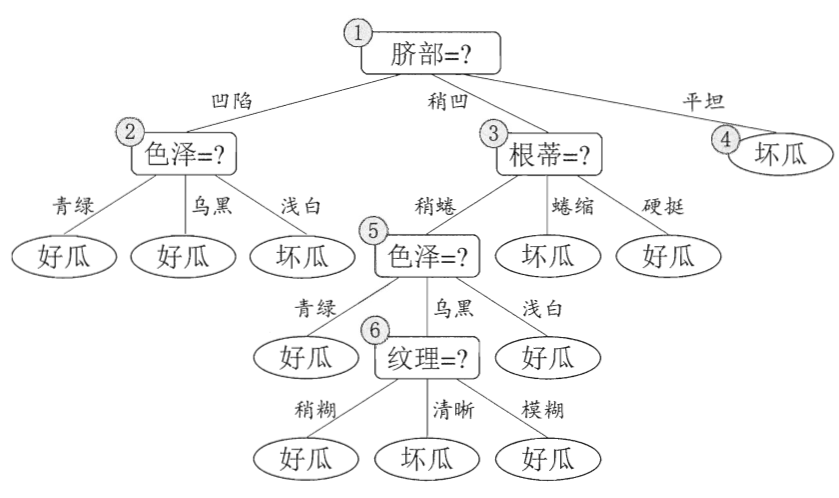 ①
脐部=?
凹陷
稍凹
平坦
②
色泽=?
③
根蒂=?
④
坏瓜
青绿
乌黑
浅白
稍蜷
蜷缩
硬挺
好瓜
好瓜
坏瓜
⑤
色泽=?
坏瓜
好瓜
青绿
乌黑
浅白
好瓜
⑥
纹理=?
好瓜
稍糊
清晰
模糊
好瓜
坏瓜
好瓜